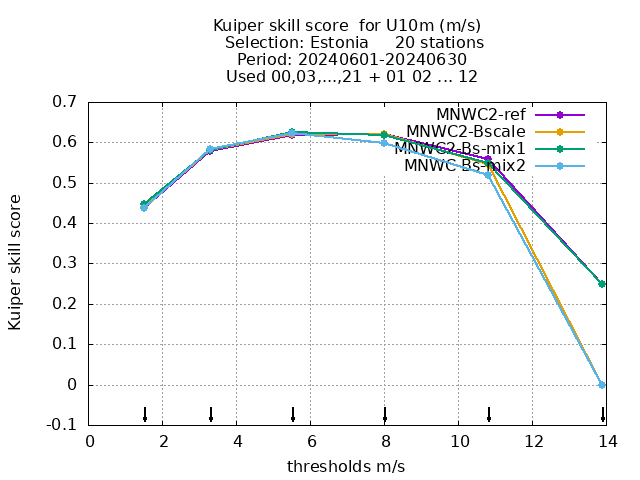 Kuiper skill score  for U10m (m/s)
Selection: Estonia     20 stations
Period: 20240601-20240630
Used 00,03,...,21 + 01 02 ... 12
MNWC2-ref
MNWC2-Bscale
MNWC2-Bs-mix1
MNWC-Bs-mix2
Kuiper skill score
0.7
0.6
0.5
0.4
0.3
0.2
0.1
0
-0.1
0 2 4 6 8 10 12 14
thresholds m/s